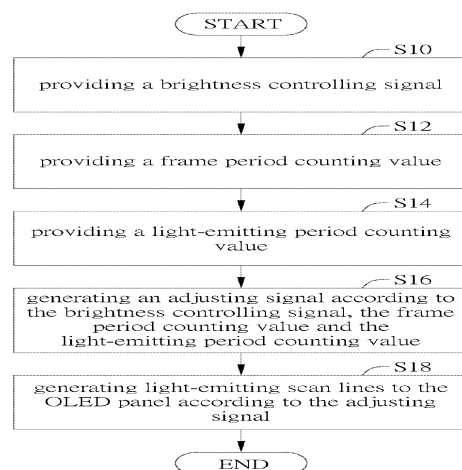 START
S10
providing a brightness controlling signal
S12
providing a frame period counting value
S14
providing a light-emitting period counting
value
S16
generating an adjusting signal according to
the brightness controlling signal, the frame
period counting value and the
light-emitting period counting value
S18
generating light-emitting scan lines to the
OLED panel according to the adjusting
signal
END